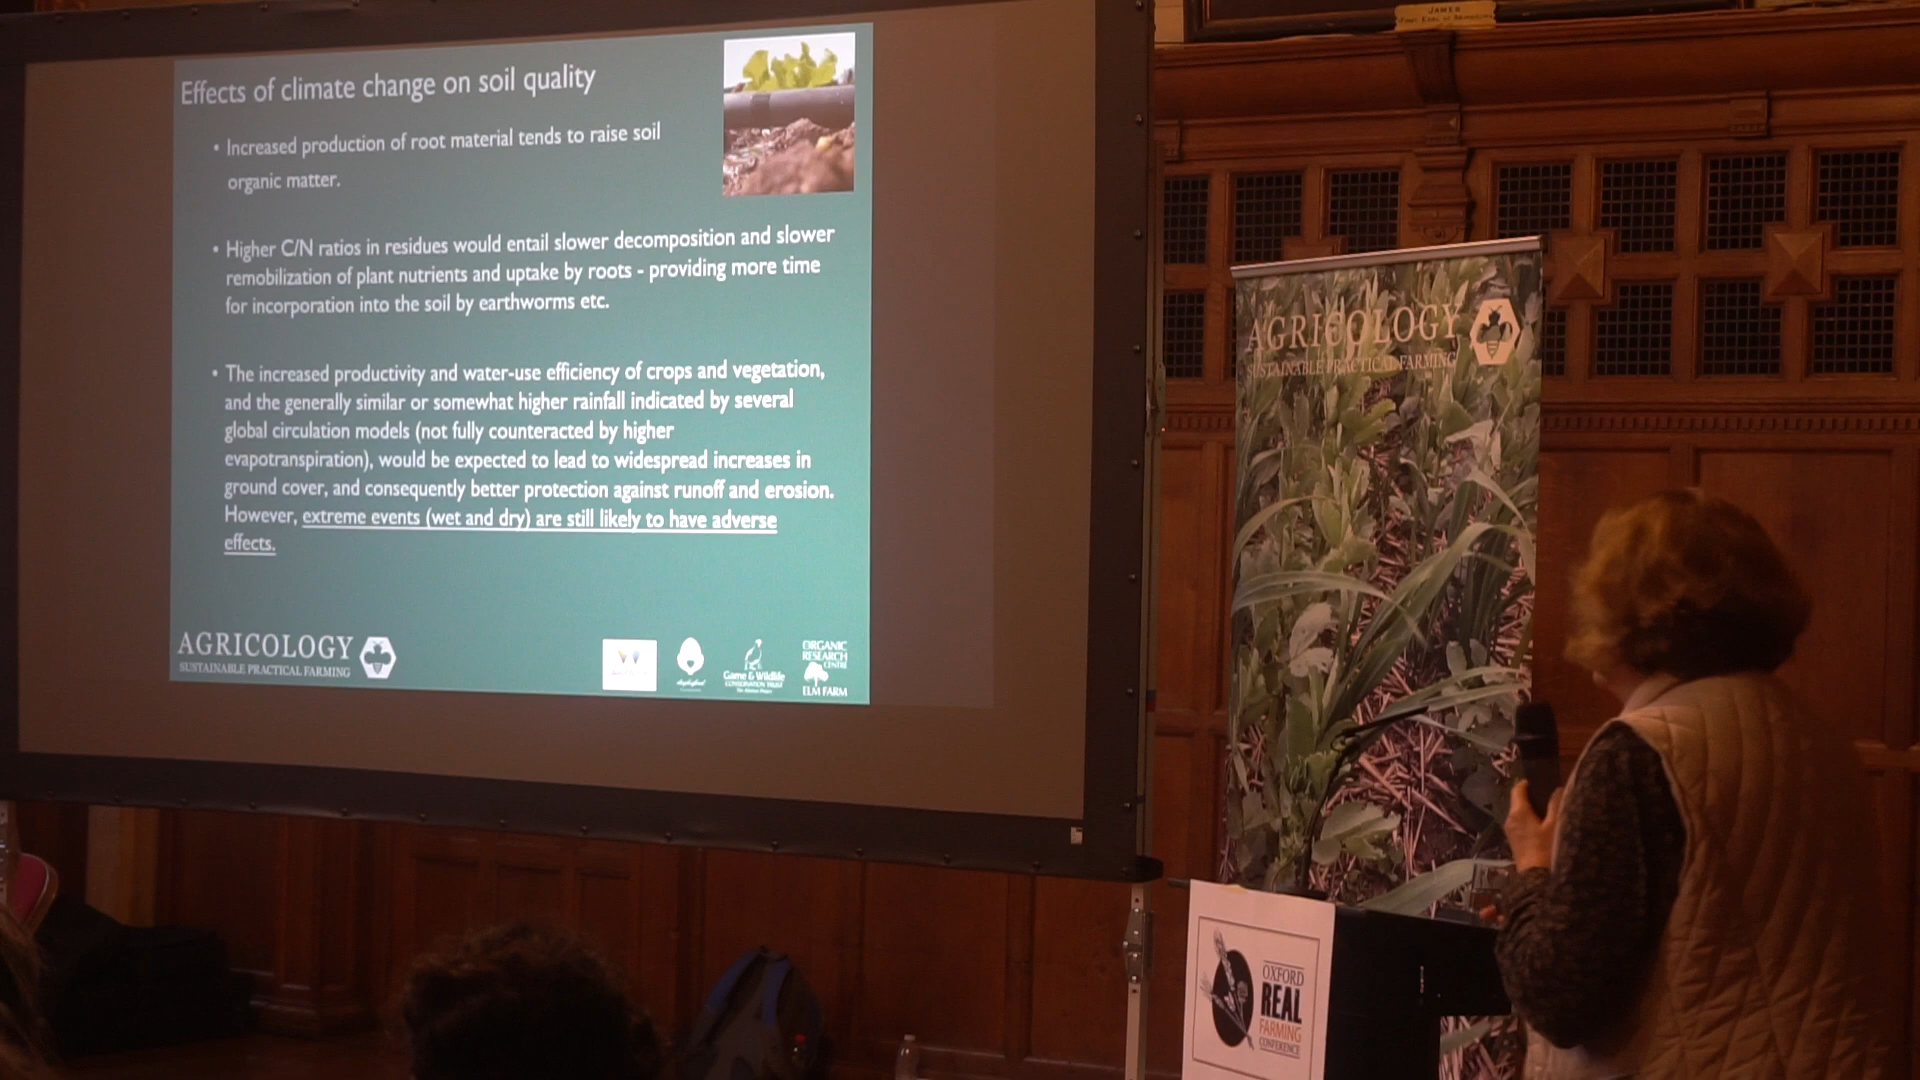 JAMES
Effects of climate change on soil quality
• Increased production of root material tends to raise soil
organic matter.
• Higher C/N ratios in residues would entail slower decomposition and slower
remobilization of plant nutrients and uptake by roots - providing more time
for incorporation into the soil by earthworms etc.
• The increased productivity and water-use efficiency of crops and vegetation,
and the generally similar or somewhat higher rainfall indicated by several
global circulation models (not fully counteracted by higher
evapotranspiration), would be expected to lead to widespread increases in
ground cover, and consequently better protection against runoff and erosion.
However, extreme events (wet and dry) are still likely to have adverse
effects.
AGRICOLOGY
SUSTAINABLE PRACTICAL FARMING
Game & Wildlife
CONSERVATION TRUST
ORGANIC
RESEARCH
CENTRE
ELM FARM
AGRICOLOGY
SUSTAINABLE PRACTICAL FARMING
OXFORD
REAL
FARMING
CONFERENCE